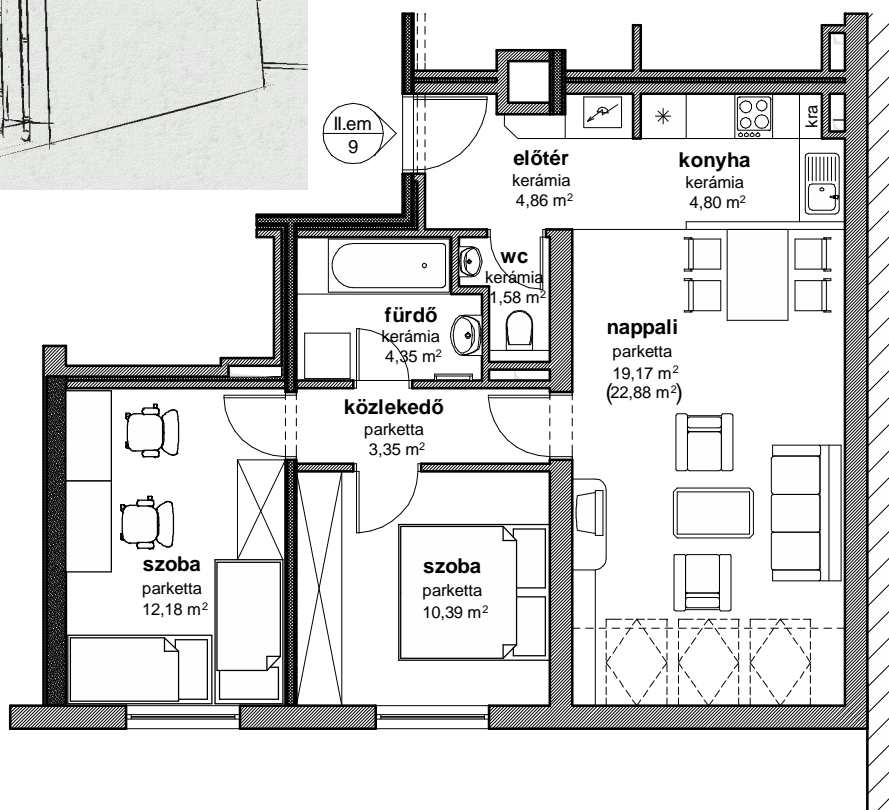 II.em
9
előtér
kerámia
4,86 m²
konyha
kerámia
4,80 m²
kra
wc
kerámia
1,58 m²
fürdő
kerámia
4,35 m²
nappali
parketta
19,17 m²
(22,88 m²)
közlekedő
parketta
3,35 m²
szoba
parketta
12,18 m²
szoba
parketta
10,39 m²